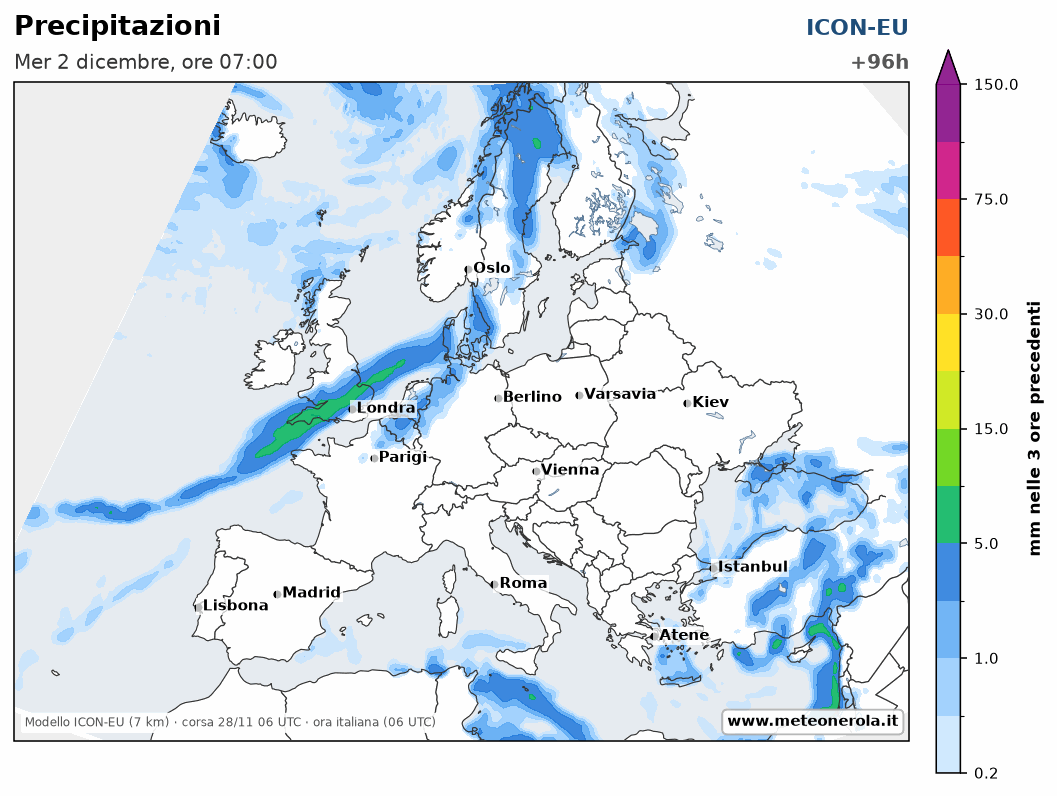 Precipitazioni
ICON-EU
Mer 2 dicembre, ore 07:00
+96h
150.0
75.0
30.0
15.0
5.0
1.0
0.2
mm nelle 3 ore precedenti
Oslo
Londra
Berlino
Varsavia
Kiev
Parigi
Vienna
Istanbul
Roma
Madrid
Lisbona
Atene
Modello ICON-EU (7 km) · corsa 28/11 06 UTC · ora italiana (06 UTC)
www.meteonerola.it